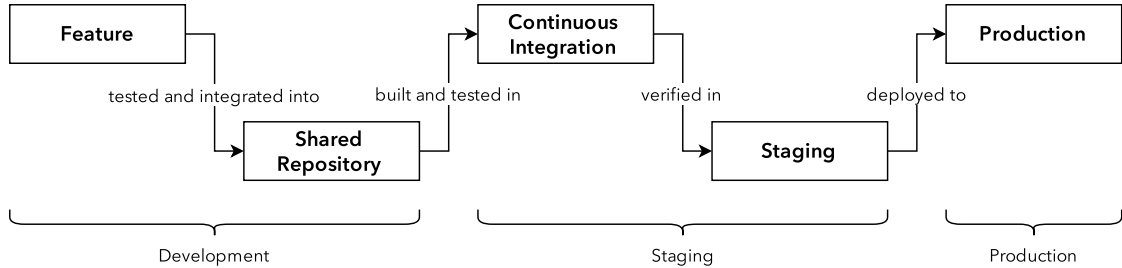 Feature
Continuous
Integration
Production
tested and integrated into
built and tested in
verified in
deployed to
Shared
Repository
Staging
Development
Staging
Production